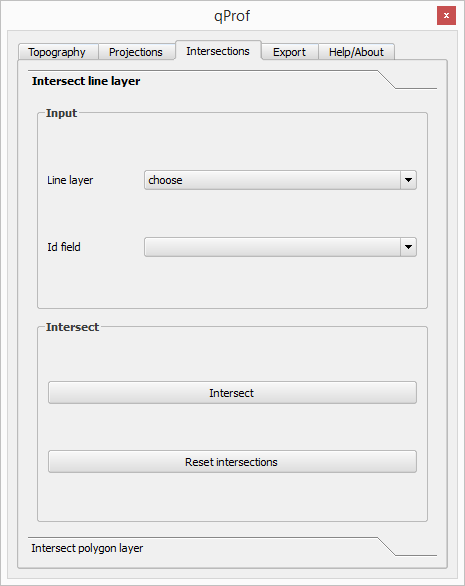 qProf
x
Topography Projections Intersections Export Help/About
Intersect line layer
Input
Line layer choose
Id field
Intersect
Intersect
Reset intersections
Intersect polygon layer